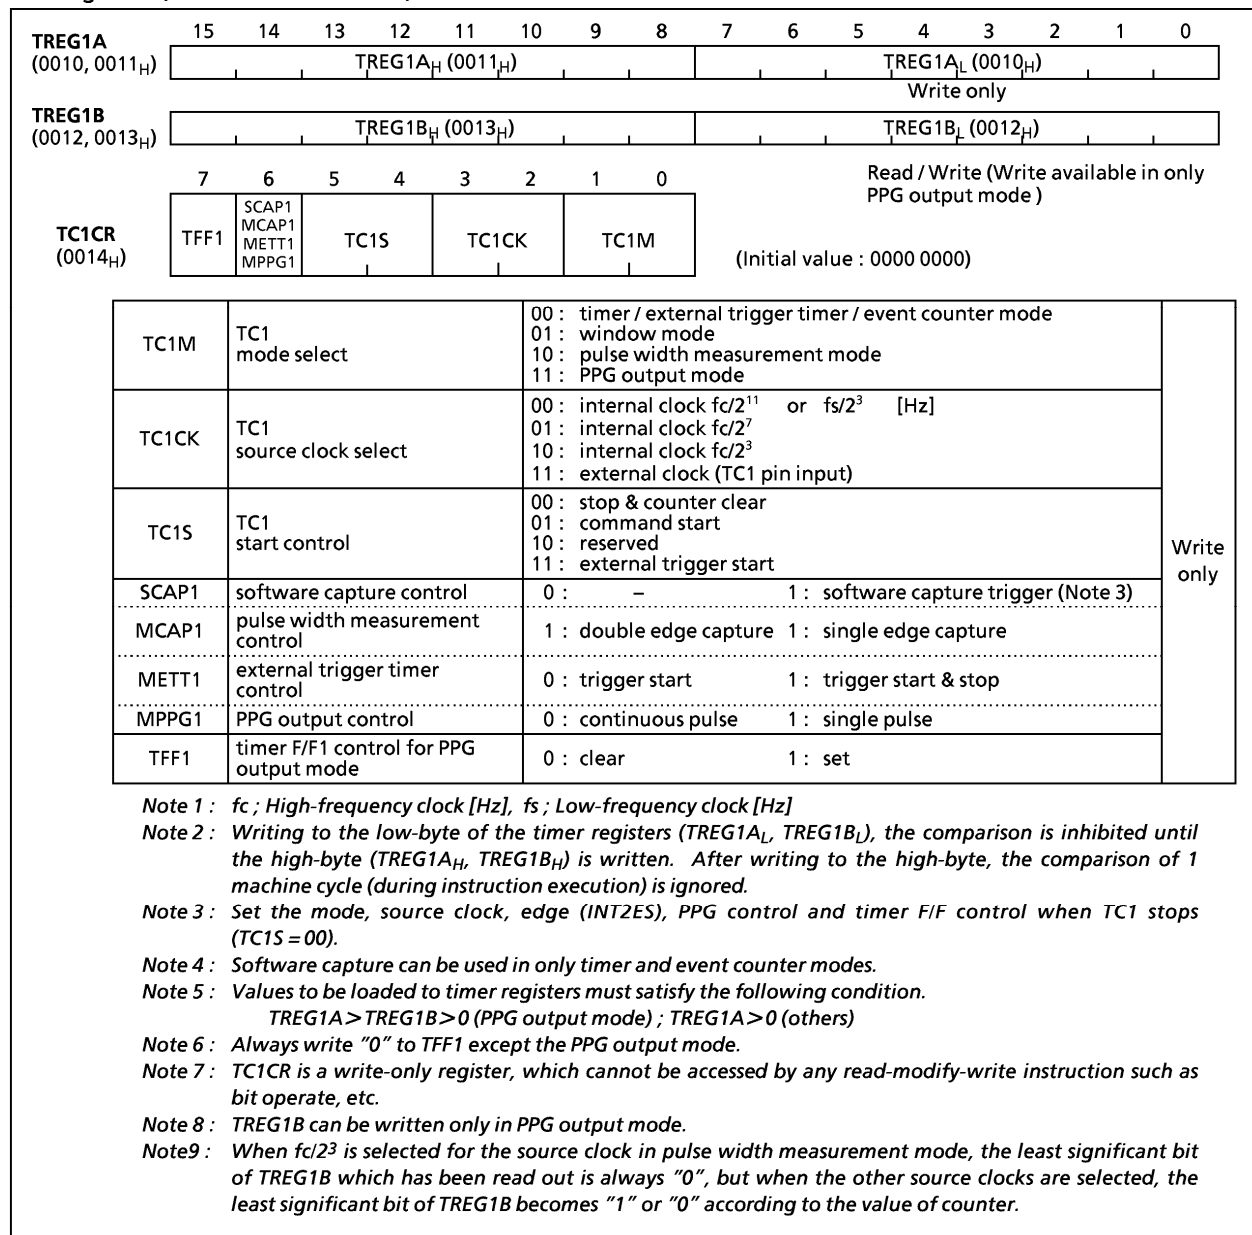 15 14 13 12 11 10 9 8 7 6 5 4 3 2 1 0
TREG1A
(0010, 0011H)
TREG1AH (0011H) TREG1AL (0010H)
Write only
TREG1B
(0012, 0013H)
TREG1BH (0013H) TREG1BL (0012H)
Read / Write (Write available in only
PPG output mode )
7 6 5 4 3 2 1 0
TC1CR
(0014H)
TFF1
SCAP1
MCAP1
METT1
MPPG1
TC1S TC1CK TC1M
(Initial value : 0000 0000)
TC1M
TC1
mode select
00 : timer / external trigger timer / event counter mode
01 : window mode
10 : pulse width measurement mode
11 : PPG output mode
TC1CK
TC1
source clock select
00 : internal clock fc/2¹¹ or fs/2³ [Hz]
01 : internal clock fc/2⁷
10 : internal clock fc/2³
11 : external clock (TC1 pin input)
TC1S
TC1
start control
00 : stop & counter clear
01 : command start
10 : reserved
11 : external trigger start
Write
only
SCAP1 software capture control 0 : – 1 : software capture trigger (Note 3)
MCAP1
pulse width measurement
control
1 : double edge capture 1 : single edge capture
METT1
external trigger timer
control
0 : trigger start 1 : trigger start & stop
MPPG1 PPG output control 0 : continuous pulse 1 : single pulse
TFF1
timer F/F1 control for PPG
output mode
0 : clear 1 : set
Note 1 : fc ; High-frequency clock [Hz], fs ; Low-frequency clock [Hz]
Note 2 : Writing to the low-byte of the timer registers (TREG1AL, TREG1BL), the comparison is inhibited until
the high-byte (TREG1AH, TREG1BH) is written. After writing to the high-byte, the comparison of 1
machine cycle (during instruction execution) is ignored.
Note 3 : Set the mode, source clock, edge (INT2ES), PPG control and timer F/F control when TC1 stops
(TC1S = 00).
Note 4 : Software capture can be used in only timer and event counter modes.
Note 5 : Values to be loaded to timer registers must satisfy the following condition.
TREG1A > TREG1B > 0 (PPG output mode) ; TREG1A > 0 (others)
Note 6 : Always write "0" to TFF1 except the PPG output mode.
Note 7 : TC1CR is a write-only register, which cannot be accessed by any read-modify-write instruction such as
bit operate, etc.
Note 8 : TREG1B can be written only in PPG output mode.
Note9 : When fc/2³ is selected for the source clock in pulse width measurement mode, the least significant bit
of TREG1B which has been read out is always "0", but when the other source clocks are selected, the
least significant bit of TREG1B becomes "1" or "0" according to the value of counter.